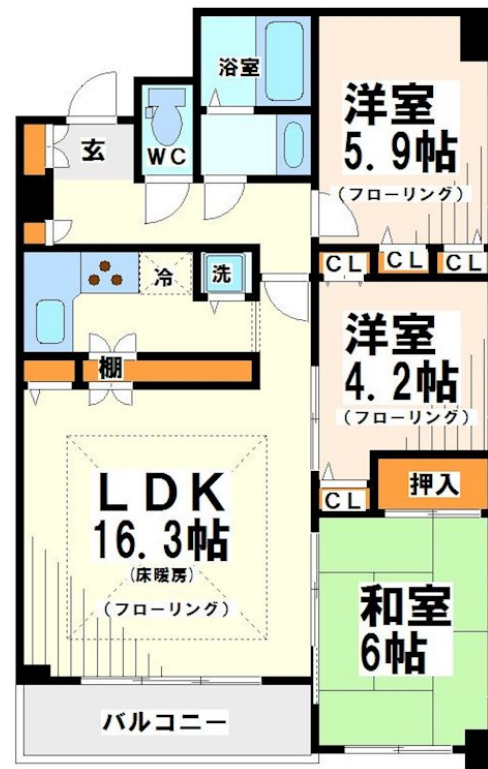 浴室
洋室
5.9帖
(フローリング)
玄
WC
CL
CL
CL
冷
洗
洋室
4.2帖
(フローリング)
棚
押入
CL
LDK
16.3帖
(床暖房)
(フローリング)
和室
6帖
バルコニー